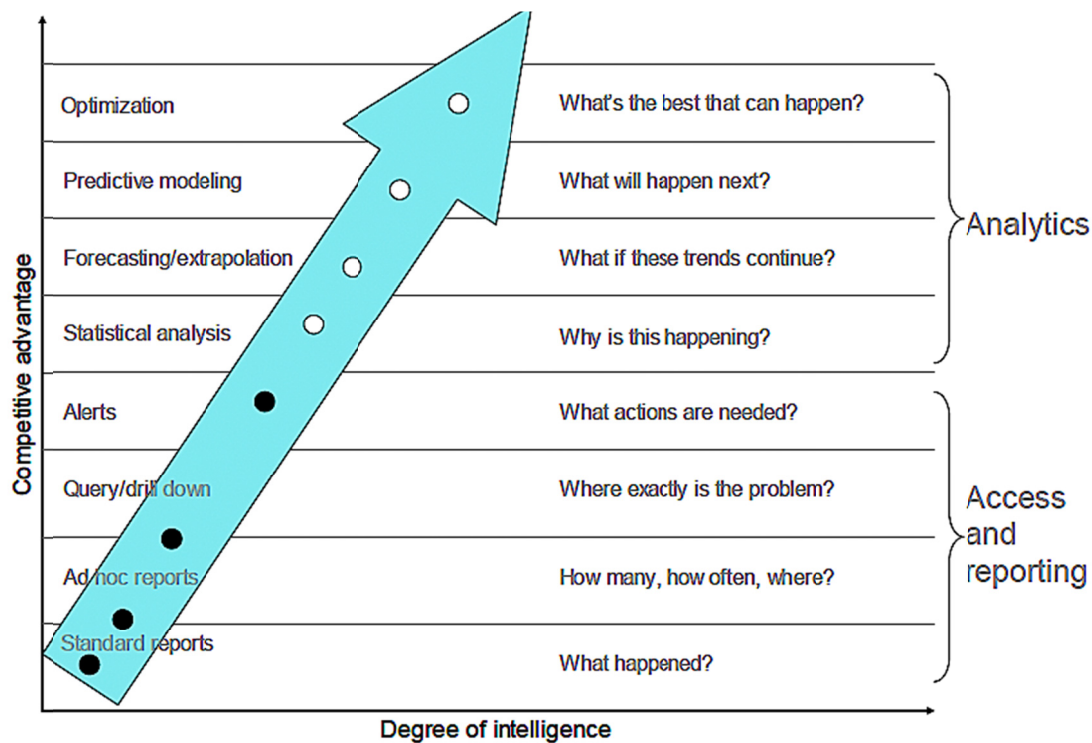 Optimization
What's the best that can happen?
Predictive modeling
What will happen next?
Analytics
Forecasting/extrapolation
What if these trends continue?
Statistical analysis
Why is this happening?
Alerts
What actions are needed?
Query/drill down
Where exactly is the problem?
Access
and
reporting
Ad hoc reports
How many, how often, where?
Standard reports
What happened?
Competitive advantage
Degree of intelligence